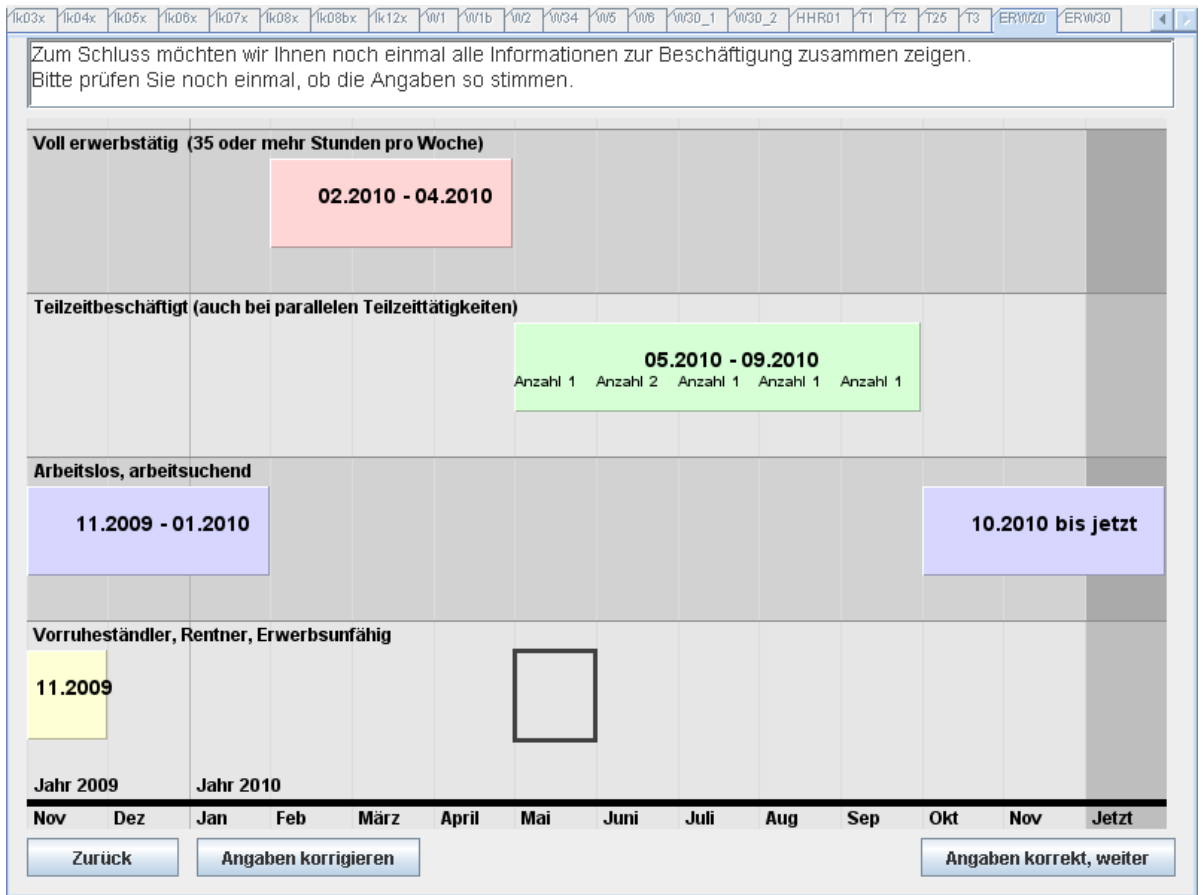 lk03x lk04x lk05x lk06x lk07x lk08x lk08bx lk12x W1 W1b W2 W34 W5 W6 W30_1 W30_2 HHR01 T1 T2 T25 T3 ERW20 ERW30
Zum Schluss möchten wir Ihnen noch einmal alle Informationen zur Beschäftigung zusammen zeigen.
Bitte prüfen Sie noch einmal, ob die Angaben so stimmen.
Voll erwerbstätig (35 oder mehr Stunden pro Woche)
02.2010 - 04.2010
Teilzeitbeschäftigt (auch bei parallelen Teilzeittätigkeiten)
05.2010 - 09.2010
Anzahl 1 Anzahl 2 Anzahl 1 Anzahl 1 Anzahl 1
Arbeitslos, arbeitsuchend
11.2009 - 01.2010 10.2010 bis jetzt
Vorruheständler, Rentner, Erwerbsunfähig
11.2009
Jahr 2009 Jahr 2010
Nov Dez Jan Feb März April Mai Juni Juli Aug Sep Okt Nov Jetzt
Zurück Angaben korrigieren Angaben korrekt, weiter